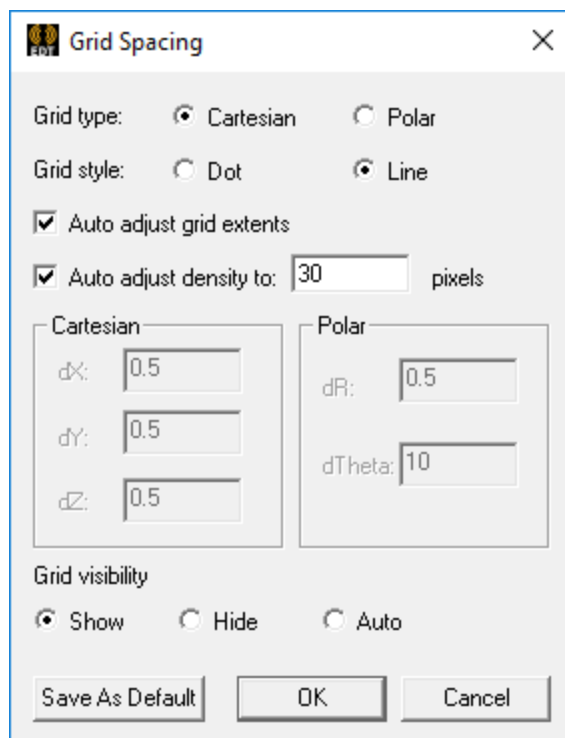 EDT Grid Spacing
Grid type: Cartesian Polar
Grid style: Dot Line
Auto adjust grid extents
Auto adjust density to: 30 pixels
Cartesian
dX: 0.5
dY: 0.5
dZ: 0.5
Polar
dR: 0.5
dTheta: 10
Grid visibility
Show Hide Auto
Save As Default OK Cancel